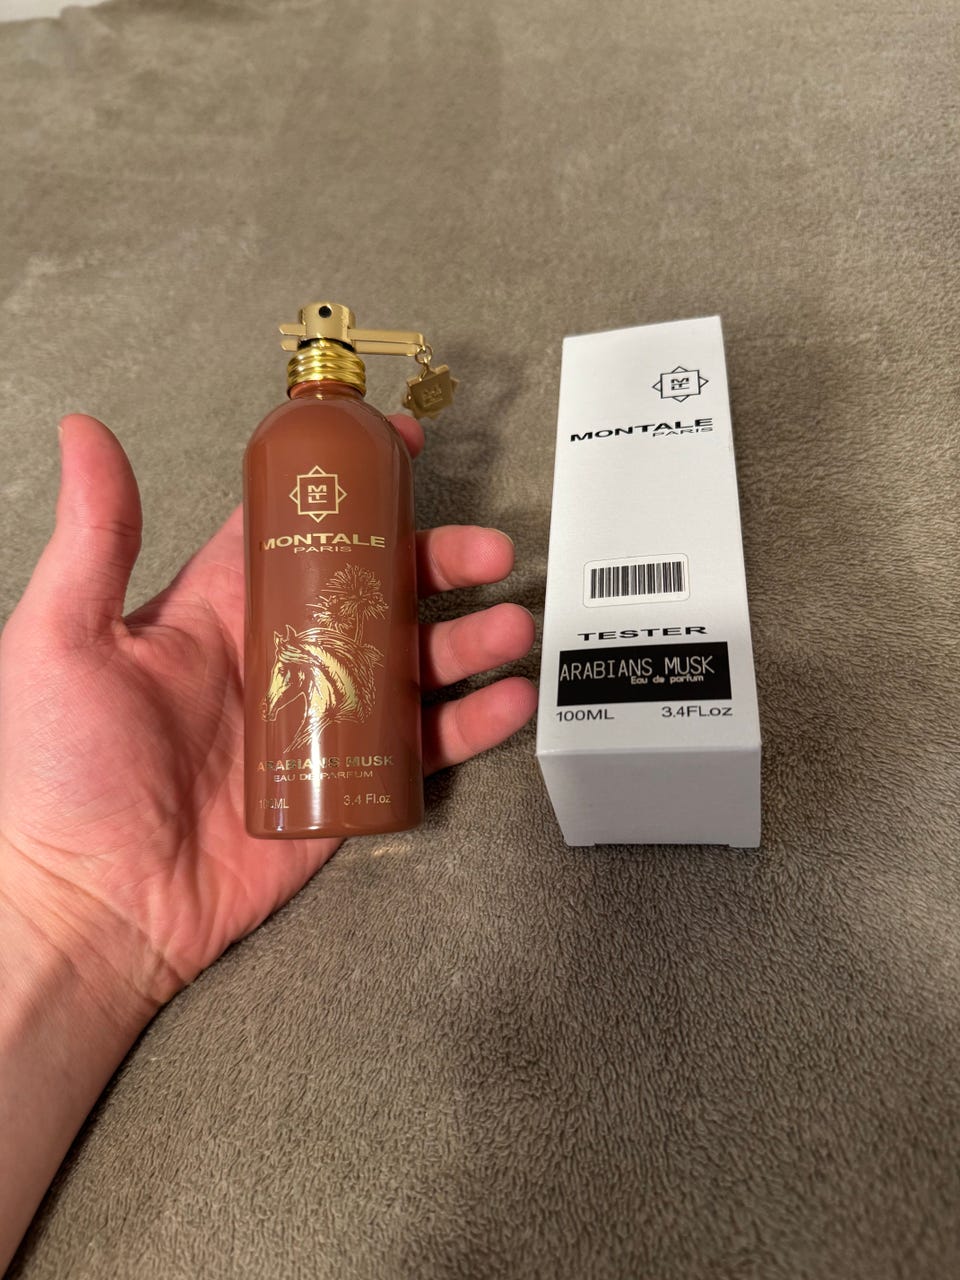 MONTALE
PARIS
ARABIANS MUSK
EAU DE PARFUM
100ML 3.4 Fl.oz
MONTALE
PARIS
TESTER
ARABIANS MUSK
Eau de parfum
100ML 3.4FL.oz